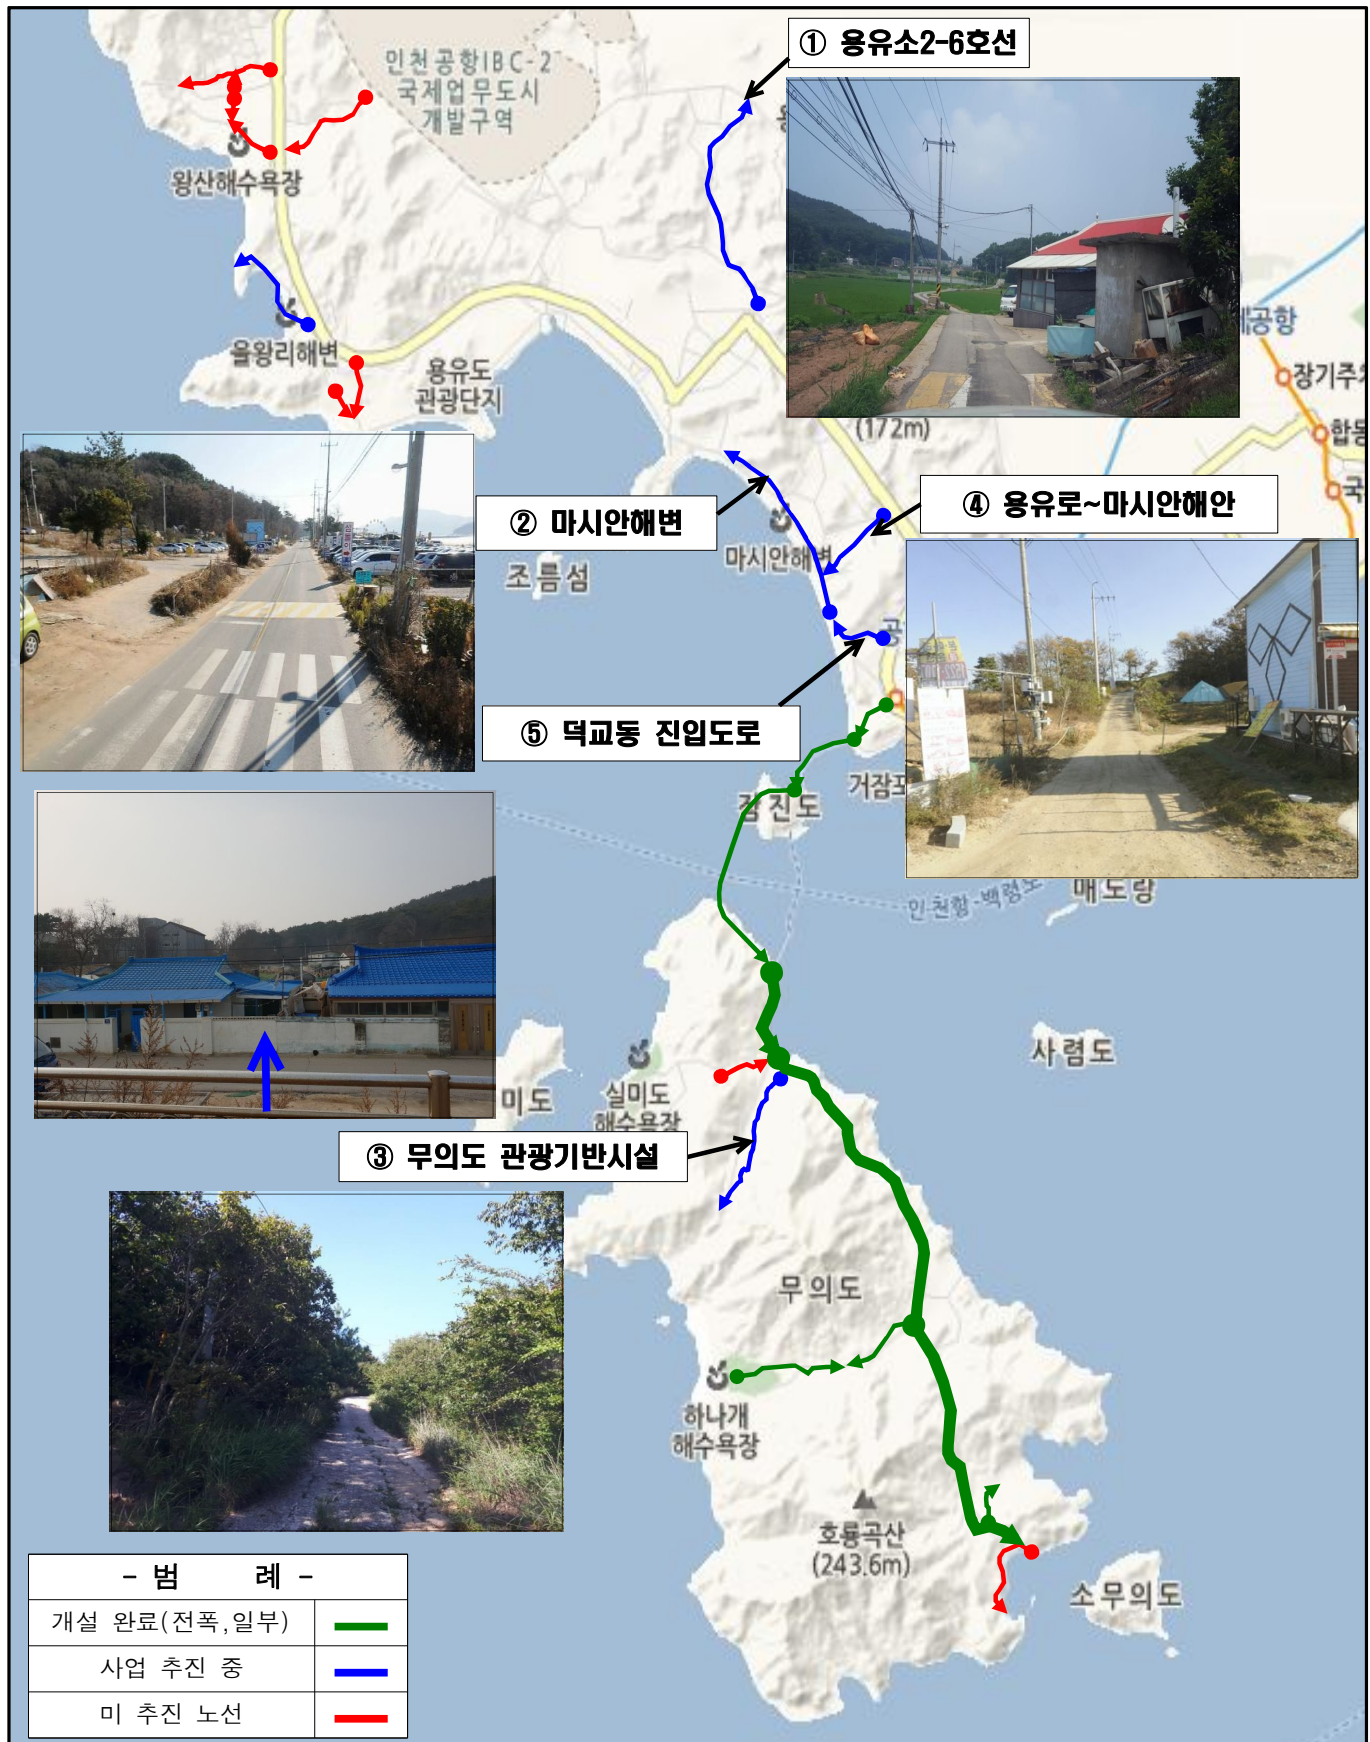 ① 용유소2-6호선
인천공항IBC-2
국제업무도시
개발구역
왕산해수욕장
을왕리해변
용유도
관광단지
(172m)
장기주
합동
국
② 마시안해변
④ 용유로~마시안해안
마시안해변
조름섬
공
⑤ 덕교동 진입도로
잠진도
거잠포
매도랑
인천항-백령도
사렴도
실미도
해수욕장
미도
③ 무의도 관광기반시설
무의도
하나개
해수욕장
호룡곡산
(243.6m)
소무의도
- 범 례 -
개설 완료(전폭,일부)
사업 추진 중
미 추진 노선